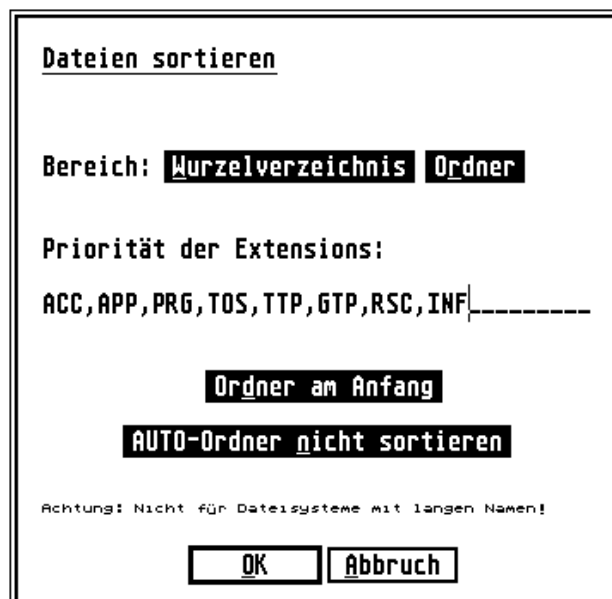 Dateien sortieren
Bereich: Wurzelverzeichnis Ordner
Priorität der Extensions:
ACC,APP,PRG,TOS,TTP,GTP,RSC,INF_________
Ordner am Anfang
AUTO-Ordner nicht sortieren
Achtung: Nicht für Dateisysteme mit langen Namen!
OK Abbruch